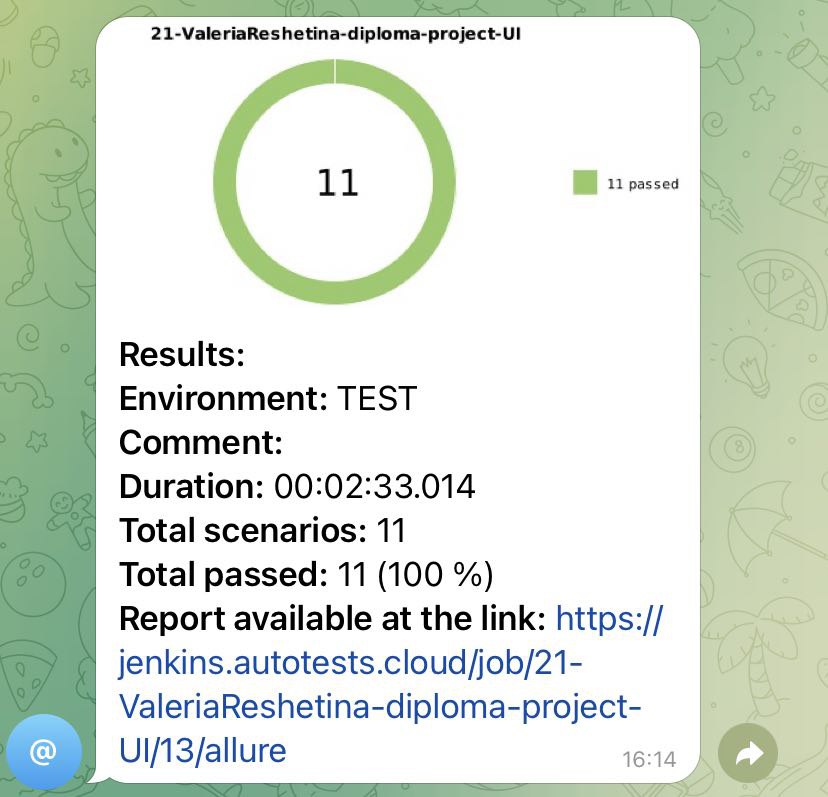 21-ValeriaReshetina-diploma-project-UI
11
11 passed
Results:
Environment: TEST
Comment:
Duration: 00:02:33.014
Total scenarios: 11
Total passed: 11 (100 %)
Report available at the link: https://
jenkins.autotests.cloud/job/21-
ValeriaReshetina-diploma-project-
UI/13/allure
16:14
@